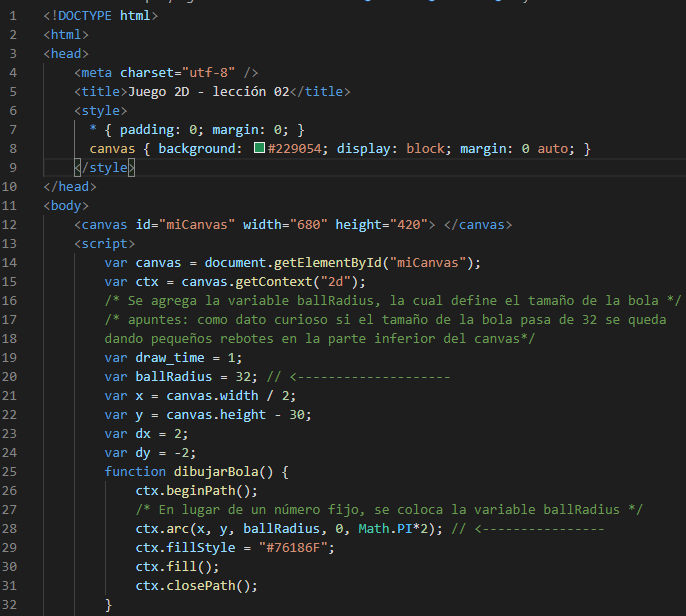 1 <!DOCTYPE html>
2 <html>
3 <head>
4 <meta charset="utf-8" />
5 <title>Juego 2D - lección 02</title>
6 <style>
7 * { padding: 0; margin: 0; }
8 canvas { background: #229054; display: block; margin: 0 auto; }
9 </style>
10 </head>
11 <body>
12 <canvas id="miCanvas" width="680" height="420"> </canvas>
13 <script>
14 var canvas = document.getElementById("miCanvas");
15 var ctx = canvas.getContext("2d");
16 /* Se agrega la variable ballRadius, la cual define el tamaño de la bola */
17 /* apuntes: como dato curioso si el tamaño de la bola pasa de 32 se queda
18 dando pequeños rebotes en la parte inferior del canvas*/
19 var draw_time = 1;
20 var ballRadius = 32; // <--------------------
21 var x = canvas.width / 2;
22 var y = canvas.height - 30;
23 var dx = 2;
24 var dy = -2;
25 function dibujarBola() {
26 ctx.beginPath();
27 /* En lugar de un número fijo, se coloca la variable ballRadius */
28 ctx.arc(x, y, ballRadius, 0, Math.PI*2); // <----------------
29 ctx.fillStyle = "#76186F";
30 ctx.fill();
31 ctx.closePath();
32 }